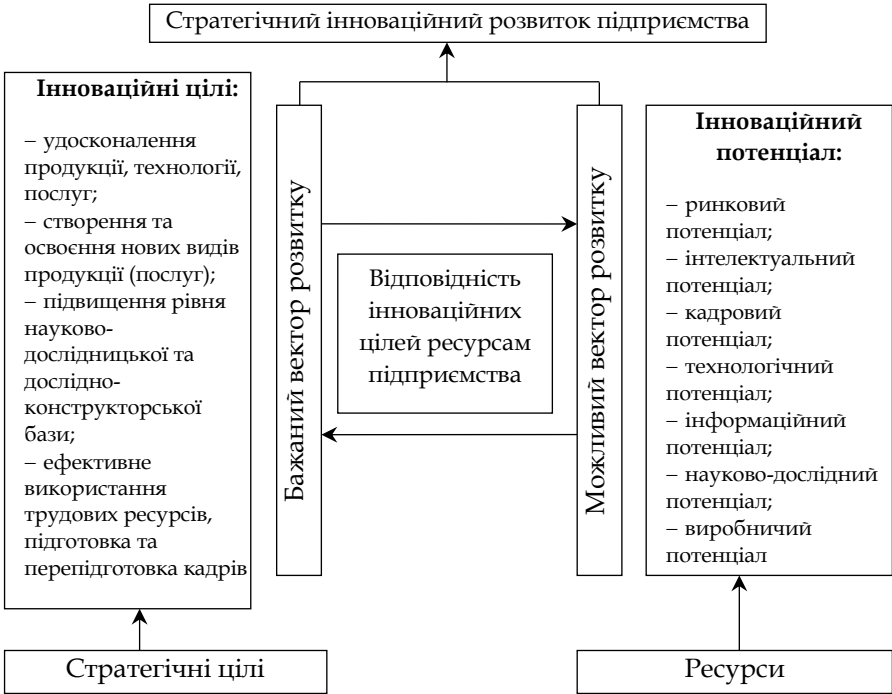 Стратегічний інноваційний розвиток підприємства
Інноваційні цілі:
– удосконалення
продукції, технології,
послуг;
– створення та
освоєння нових видів
продукції (послуг);
– підвищення рівня
науково-
дослідницької та
дослідно-
конструкторської
бази;
– ефективне
використання
трудових ресурсів,
підготовка та
перепідготовка кадрів
Бажаний вектор розвитку
Відповідність
інноваційних
цілей ресурсам
підприємства
Можливий вектор розвитку
Інноваційний
потенціал:
– ринковий
потенціал;
– інтелектуальний
потенціал;
– кадровий
потенціал;
– технологічний
потенціал;
– інформаційний
потенціал;
– науково-дослідний
потенціал;
– виробничий
потенціал
Стратегічні цілі
Ресурси